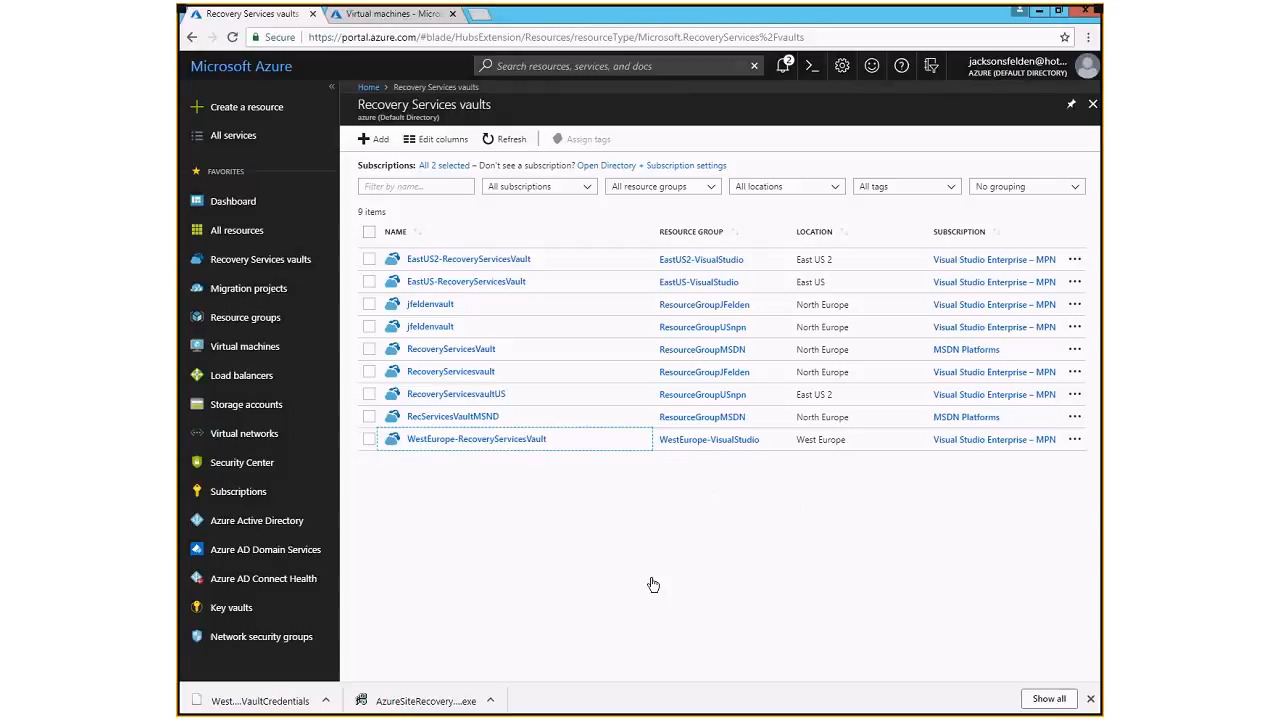 Recovery Services vaults
Virtual machines - Micro
Secure
https://portal.azure.com/#blade/HubsExtension/Resources/resourceType/Microsoft.RecoveryServices%2Fvaults
Microsoft Azure
Search resources, services, and docs
2
jacksonsfelden@hot...
AZURE (DEFAULT DIRECTORY)
Home > Recovery Services vaults
Recovery Services vaults
azure (Default Directory)
Create a resource
All services
FAVORITES
Dashboard
All resources
Recovery Services vaults
Migration projects
Resource groups
Virtual machines
Load balancers
Storage accounts
Virtual networks
Security Center
Subscriptions
Azure Active Directory
Azure AD Domain Services
Azure AD Connect Health
Key vaults
Network security groups
Add Edit columns Refresh Assign tags
Subscriptions: All 2 selected – Don't see a subscription? Open Directory + Subscription settings
Filter by name... All subscriptions All resource groups All locations All tags No grouping
9 items
NAME RESOURCE GROUP LOCATION SUBSCRIPTION
EastUS2-RecoveryServicesVault EastUS2-VisualStudio East US 2 Visual Studio Enterprise – MPN
EastUS-RecoveryServicesVault EastUS-VisualStudio East US Visual Studio Enterprise – MPN
jfeldenvault ResourceGroupJFelden North Europe Visual Studio Enterprise – MPN
jfeldenvault ResourceGroupUSnpn North Europe Visual Studio Enterprise – MPN
RecoveryServicesVault ResourceGroupMSDN North Europe MSDN Platforms
RecoveryServicesvault ResourceGroupJFelden North Europe Visual Studio Enterprise – MPN
RecoveryServicesvaultUS ResourceGroupUSnpn East US 2 Visual Studio Enterprise – MPN
RecServicesVaultMSND ResourceGroupMSDN North Europe MSDN Platforms
WestEurope-RecoveryServicesVault WestEurope-VisualStudio West Europe Visual Studio Enterprise – MPN
West....VaultCredentials
AzureSiteRecovery....exe
Show all